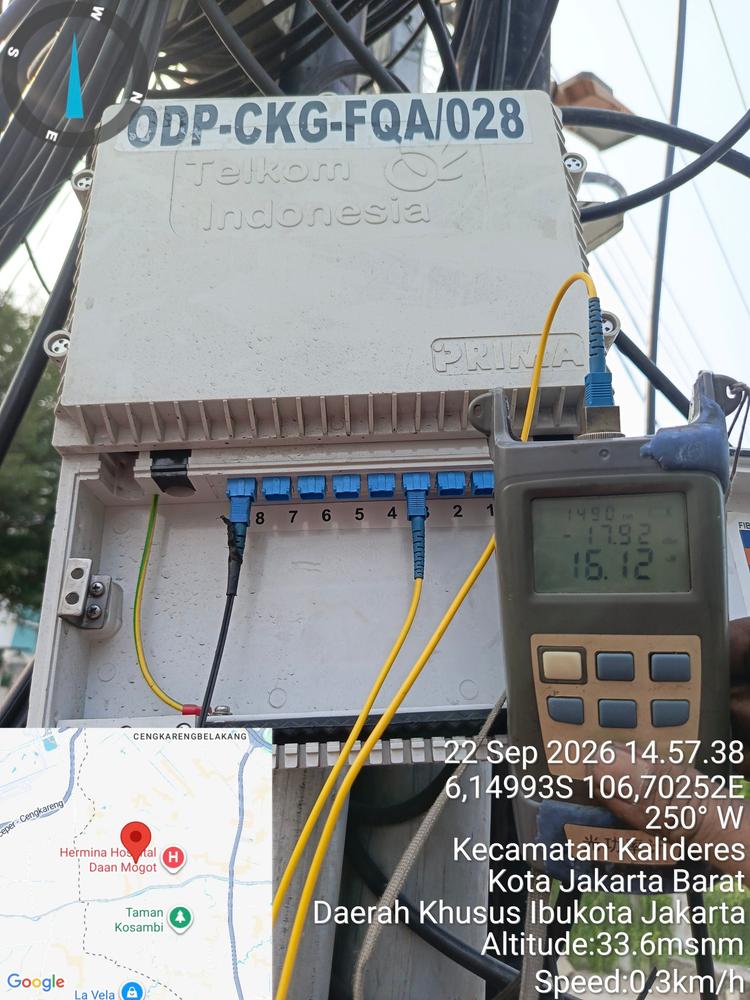 W
S
N
E
ODP-CKG-FQA/028
Telkom
Indonesia
PRIMA
8 7 6 5 4 3 2 1
1490
-17.92
16.12
22 Sep 2026 14.57.38
6,14993S 106,70252E
250° W
Kecamatan Kalideres
Kota Jakarta Barat
Daerah Khusus Ibukota Jakarta
Altitude:33.6msnm
Speed:0.3km/h
CENGKARENGBELAKANG
Hermina Hospital
Daan Mogot
H
Taman
Kosambi
La Vela
Google